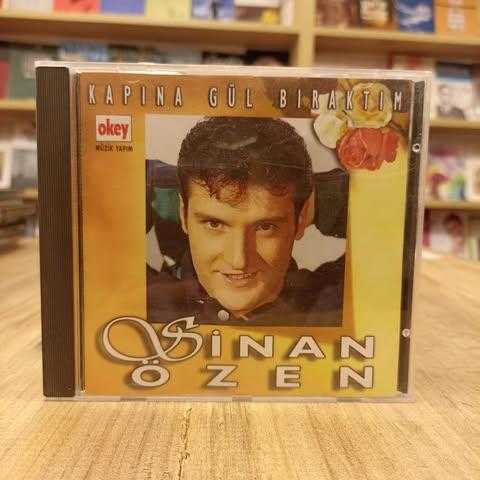 KAPINA GÜL BIRAKTIM
okey
MÜZİK YAPIM
SİNAN
ÖZEN